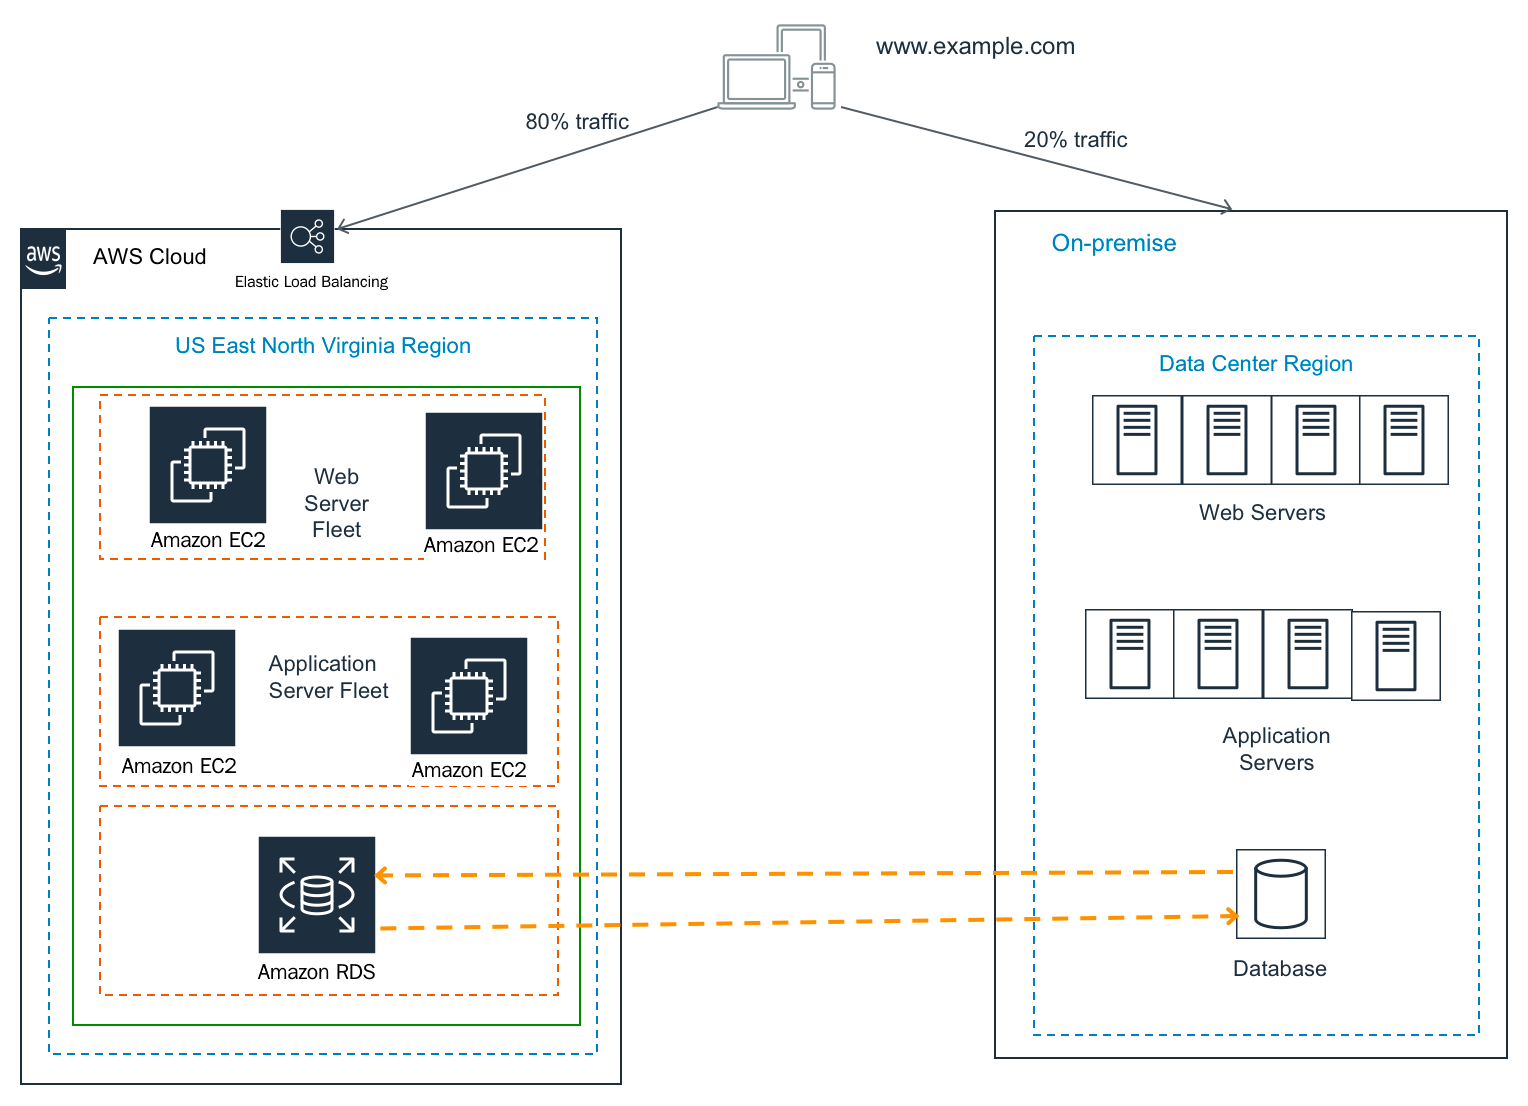 www.example.com
80% traffic
20% traffic
aws
AWS Cloud
Elastic Load Balancing
US East North Virginia Region
Web
Server
Fleet
Amazon EC2
Amazon EC2
Application
Server Fleet
Amazon EC2
Amazon EC2
Amazon RDS
On-premise
Data Center Region
Web Servers
Application
Servers
Database